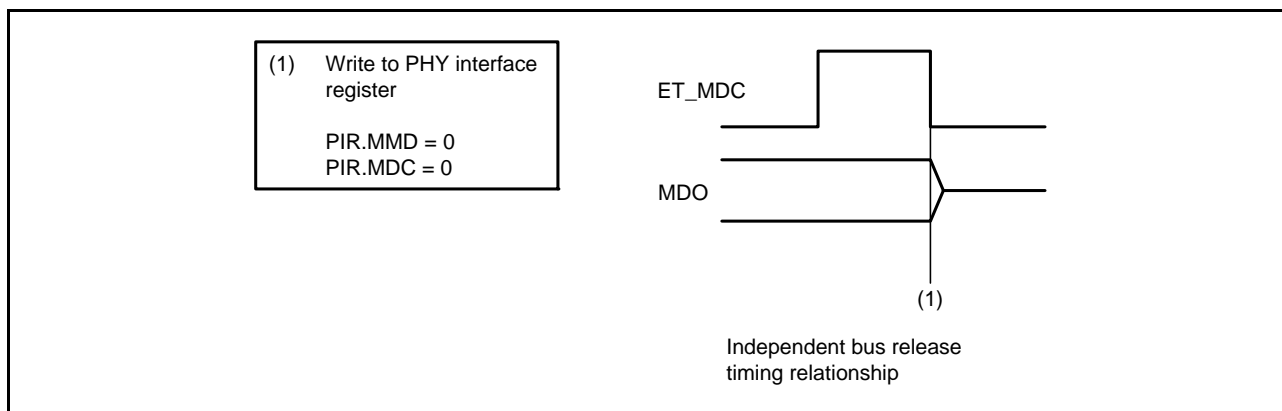 (1) Write to PHY interface
register
PIR.MMD = 0
PIR.MDC = 0
ET_MDC
MDO
(1)
Independent bus release
timing relationship